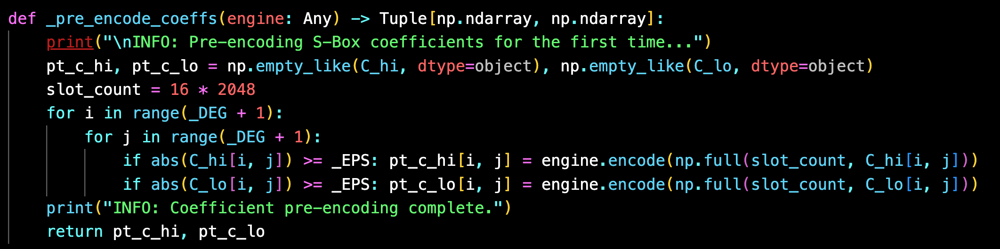 def _pre_encode_coeffs(engine: Any) -> Tuple[np.ndarray, np.ndarray]:
    print("\nINFO: Pre-encoding S-Box coefficients for the first time...")
    pt_c_hi, pt_c_lo = np.empty_like(C_hi, dtype=object), np.empty_like(C_lo, dtype=object)
    slot_count = 16 * 2048
    for i in range(_DEG + 1):
        for j in range(_DEG + 1):
            if abs(C_hi[i, j]) >= _EPS: pt_c_hi[i, j] = engine.encode(np.full(slot_count, C_hi[i, j]))
            if abs(C_lo[i, j]) >= _EPS: pt_c_lo[i, j] = engine.encode(np.full(slot_count, C_lo[i, j]))
    print("INFO: Coefficient pre-encoding complete.")
    return pt_c_hi, pt_c_lo